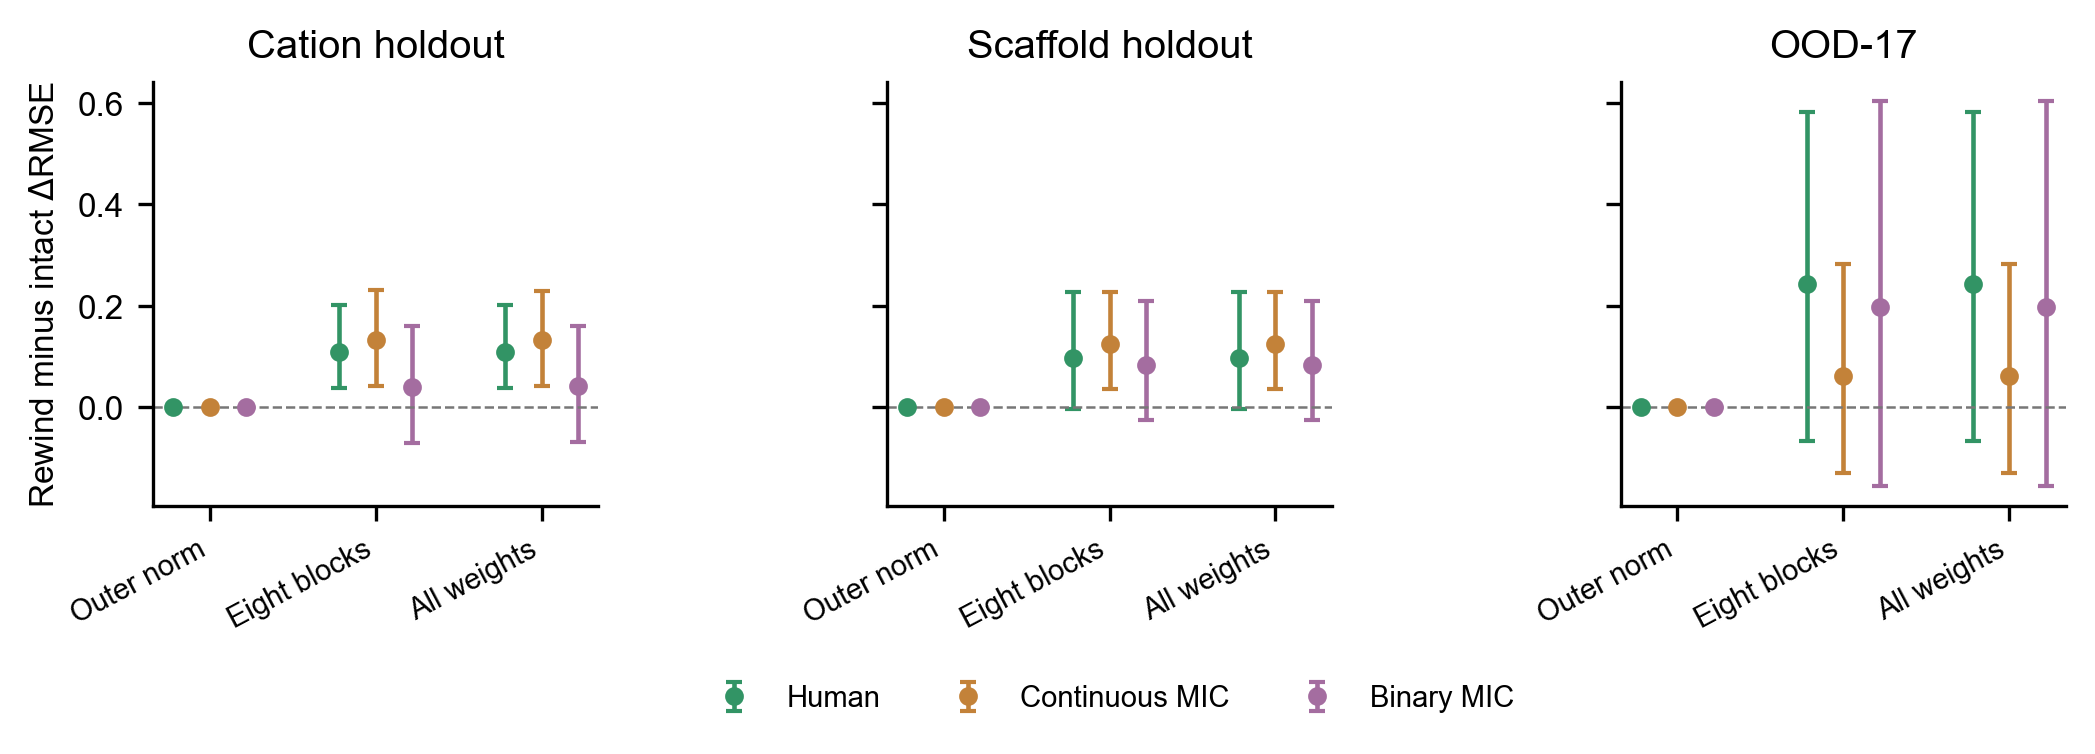 Cation holdout
Scaffold holdout
OOD-17
Rewind minus intact ΔRMSE
0.6
0.4
0.2
0.0
Outer norm
Eight blocks
All weights
Outer norm
Eight blocks
All weights
Outer norm
Eight blocks
All weights
Human
Continuous MIC
Binary MIC